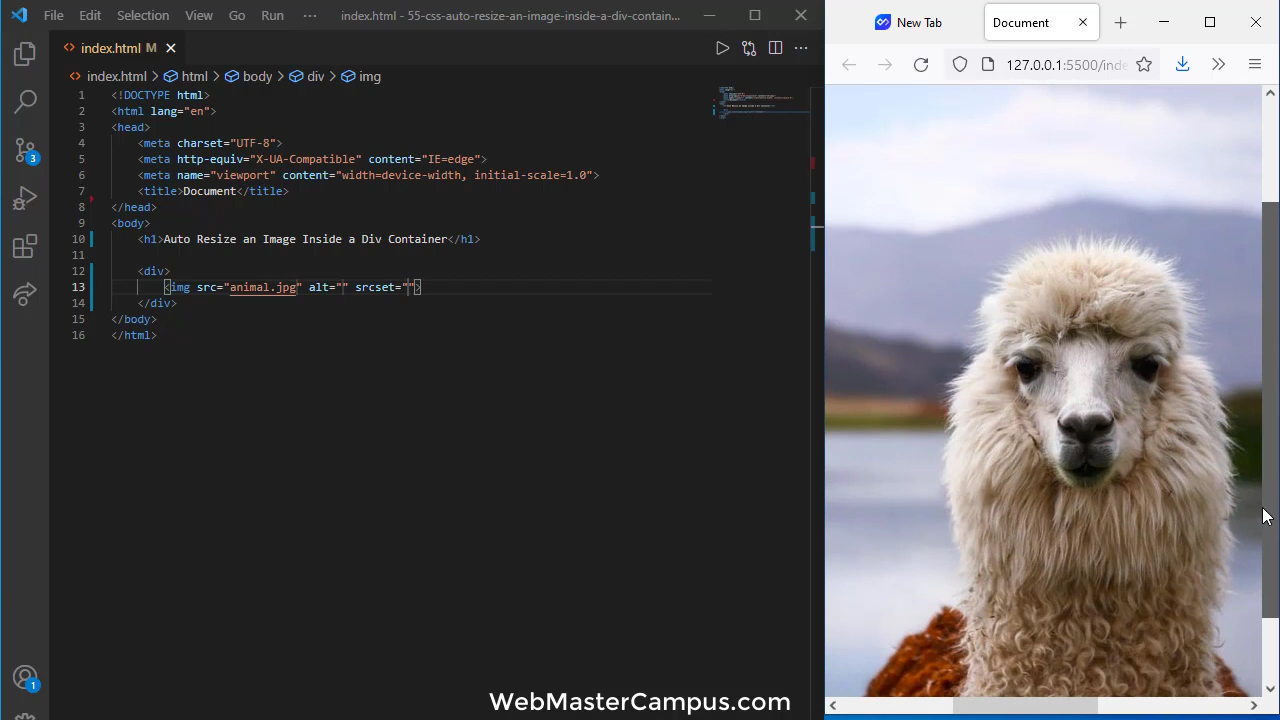 File Edit Selection View Go Run ··· index.html - 55-css-auto-resize-an-image-inside-a-div-contain...
index.html M
index.html > html > body > div > img
1 <!DOCTYPE html>
2 <html lang="en">
3 <head>
4 <meta charset="UTF-8">
5 <meta http-equiv="X-UA-Compatible" content="IE=edge">
6 <meta name="viewport" content="width=device-width, initial-scale=1.0">
7 <title>Document</title>
8 </head>
9 <body>
10 <h1>Auto Resize an Image Inside a Div Container</h1>
11
12 <div>
13 <img src="animal.jpg" alt="" srcset="">
14 </div>
15 </body>
16 </html>
3
1
WebMasterCampus.com
New Tab Document
127.0.0.1:5500/inde